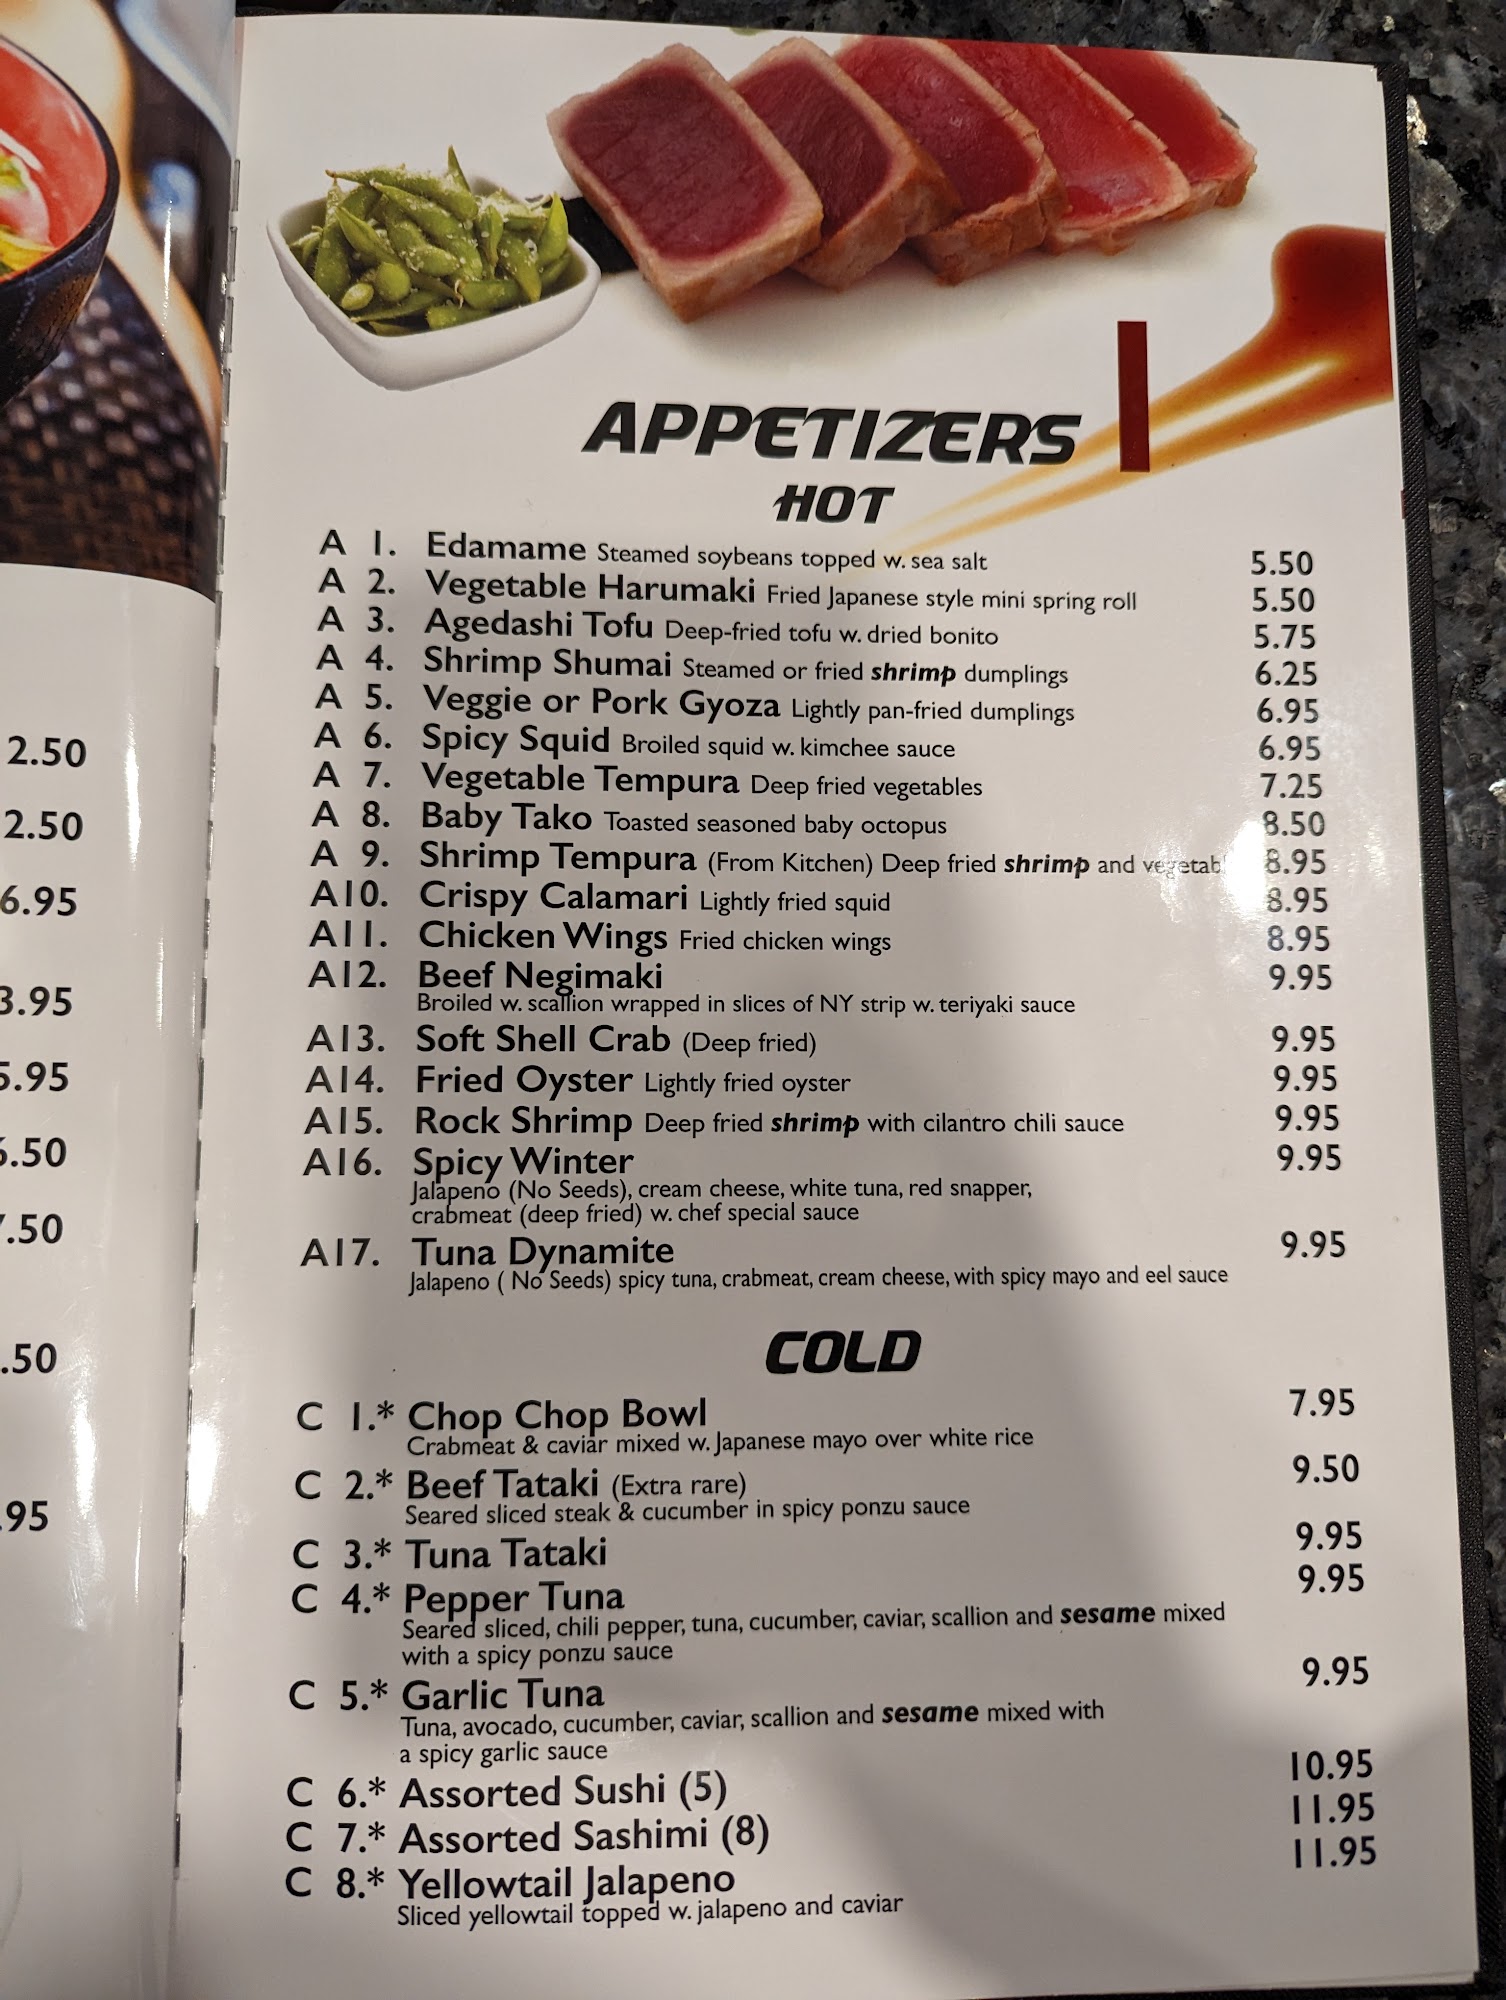 2.50
2.50
6.95
3.95
5.95
.50
.50
.50
.95
APPETIZERS
HOT
A 1. Edamame Steamed soybeans topped w. sea salt 5.50
A 2. Vegetable Harumaki Fried Japanese style mini spring roll 5.50
A 3. Agedashi Tofu Deep-fried tofu w. dried bonito 5.75
A 4. Shrimp Shumai Steamed or fried shrimp dumplings 6.25
A 5. Veggie or Pork Gyoza Lightly pan-fried dumplings 6.95
A 6. Spicy Squid Broiled squid w. kimchee sauce 6.95
A 7. Vegetable Tempura Deep fried vegetables 7.25
A 8. Baby Tako Toasted seasoned baby octopus 8.50
A 9. Shrimp Tempura (From Kitchen) Deep fried shrimp and vegetab 8.95
A10. Crispy Calamari Lightly fried squid 8.95
A11. Chicken Wings Fried chicken wings 8.95
A12. Beef Negimaki 9.95
Broiled w. scallion wrapped in slices of NY strip w. teriyaki sauce
A13. Soft Shell Crab (Deep fried) 9.95
A14. Fried Oyster Lightly fried oyster 9.95
A15. Rock Shrimp Deep fried shrimp with cilantro chili sauce 9.95
A16. Spicy Winter 9.95
Jalapeno (No Seeds), cream cheese, white tuna, red snapper,
crabmeat (deep fried) w. chef special sauce
A17. Tuna Dynamite 9.95
Jalapeno ( No Seeds) spicy tuna, crabmeat, cream cheese, with spicy mayo and eel sauce
COLD
C 1.* Chop Chop Bowl 7.95
Crabmeat & caviar mixed w. Japanese mayo over white rice
C 2.* Beef Tataki (Extra rare) 9.50
Seared sliced steak & cucumber in spicy ponzu sauce
C 3.* Tuna Tataki 9.95
C 4.* Pepper Tuna 9.95
Seared sliced, chili pepper, tuna, cucumber, caviar, scallion and sesame mixed
with a spicy ponzu sauce
C 5.* Garlic Tuna 9.95
Tuna, avocado, cucumber, caviar, scallion and sesame mixed with
a spicy garlic sauce
C 6.* Assorted Sushi (5) 10.95
C 7.* Assorted Sashimi (8) 11.95
C 8.* Yellowtail Jalapeno 11.95
Sliced yellowtail topped w. jalapeno and caviar